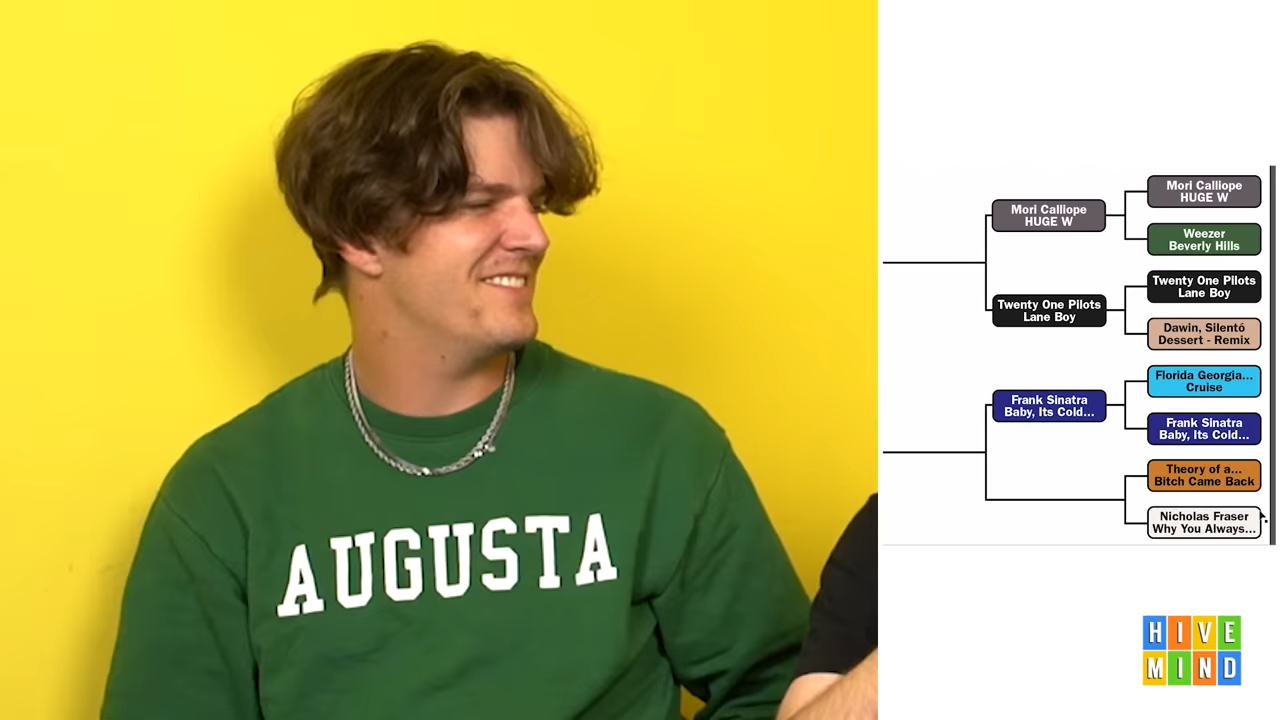 AUGUSTA
Mori Calliope
HUGE W
Twenty One Pilots
Lane Boy
Frank Sinatra
Baby, Its Cold...
Mori Calliope
HUGE W
Weezer
Beverly Hills
Twenty One Pilots
Lane Boy
Dawin, Silentó
Dessert - Remix
Florida Georgia...
Cruise
Frank Sinatra
Baby, Its Cold...
Theory of a...
Bitch Came Back
Nicholas Fraser
Why You Always...
HIVE
MIND